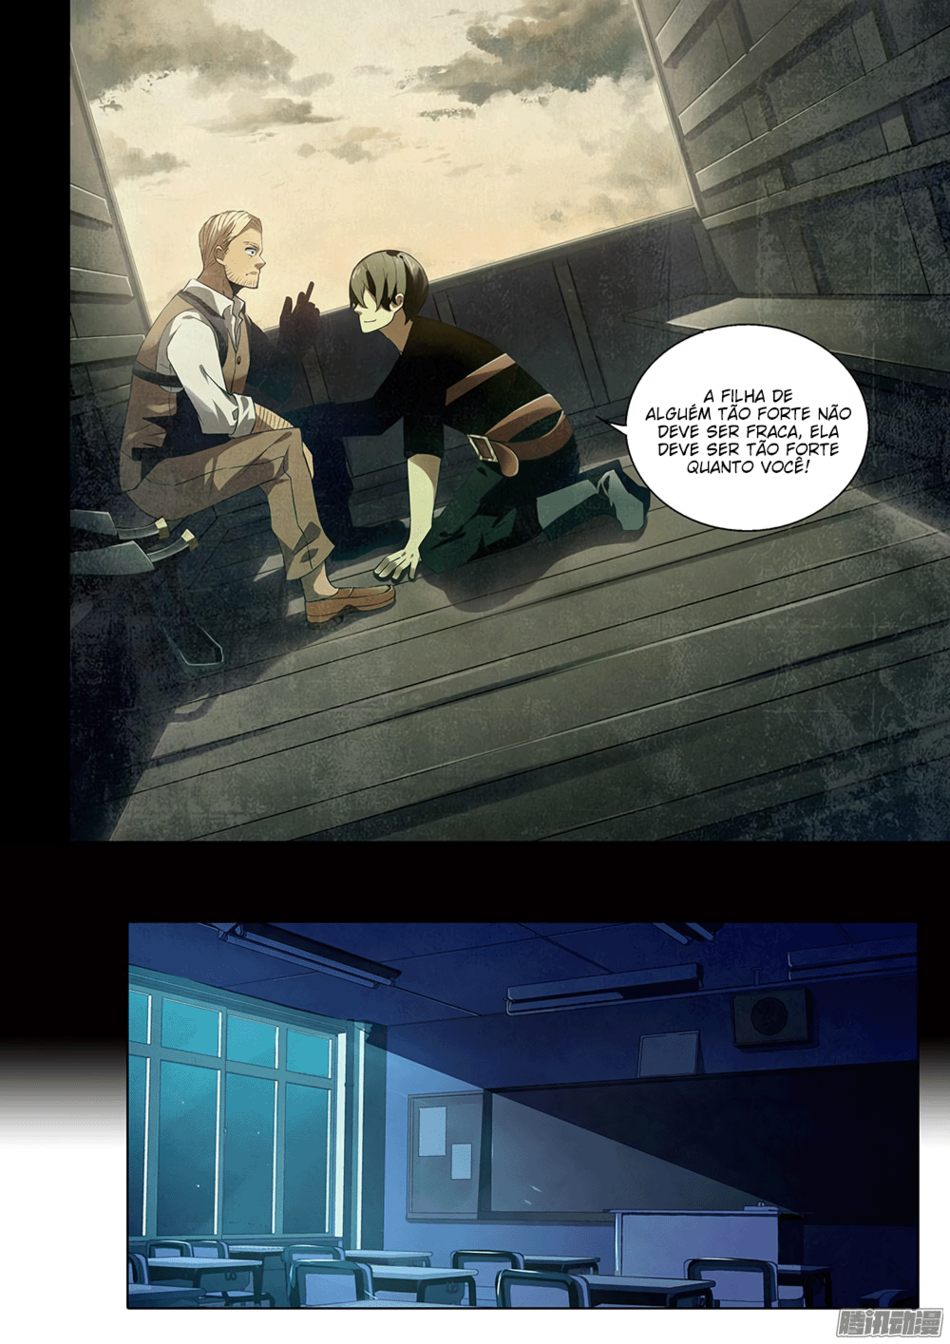 A FILHA DE
ALGUÉM TÃO FORTE NÃO
DEVE SER FRACA, ELA
DEVE SER TÃO FORTE
QUANTO VOCÊ!
腾讯动漫